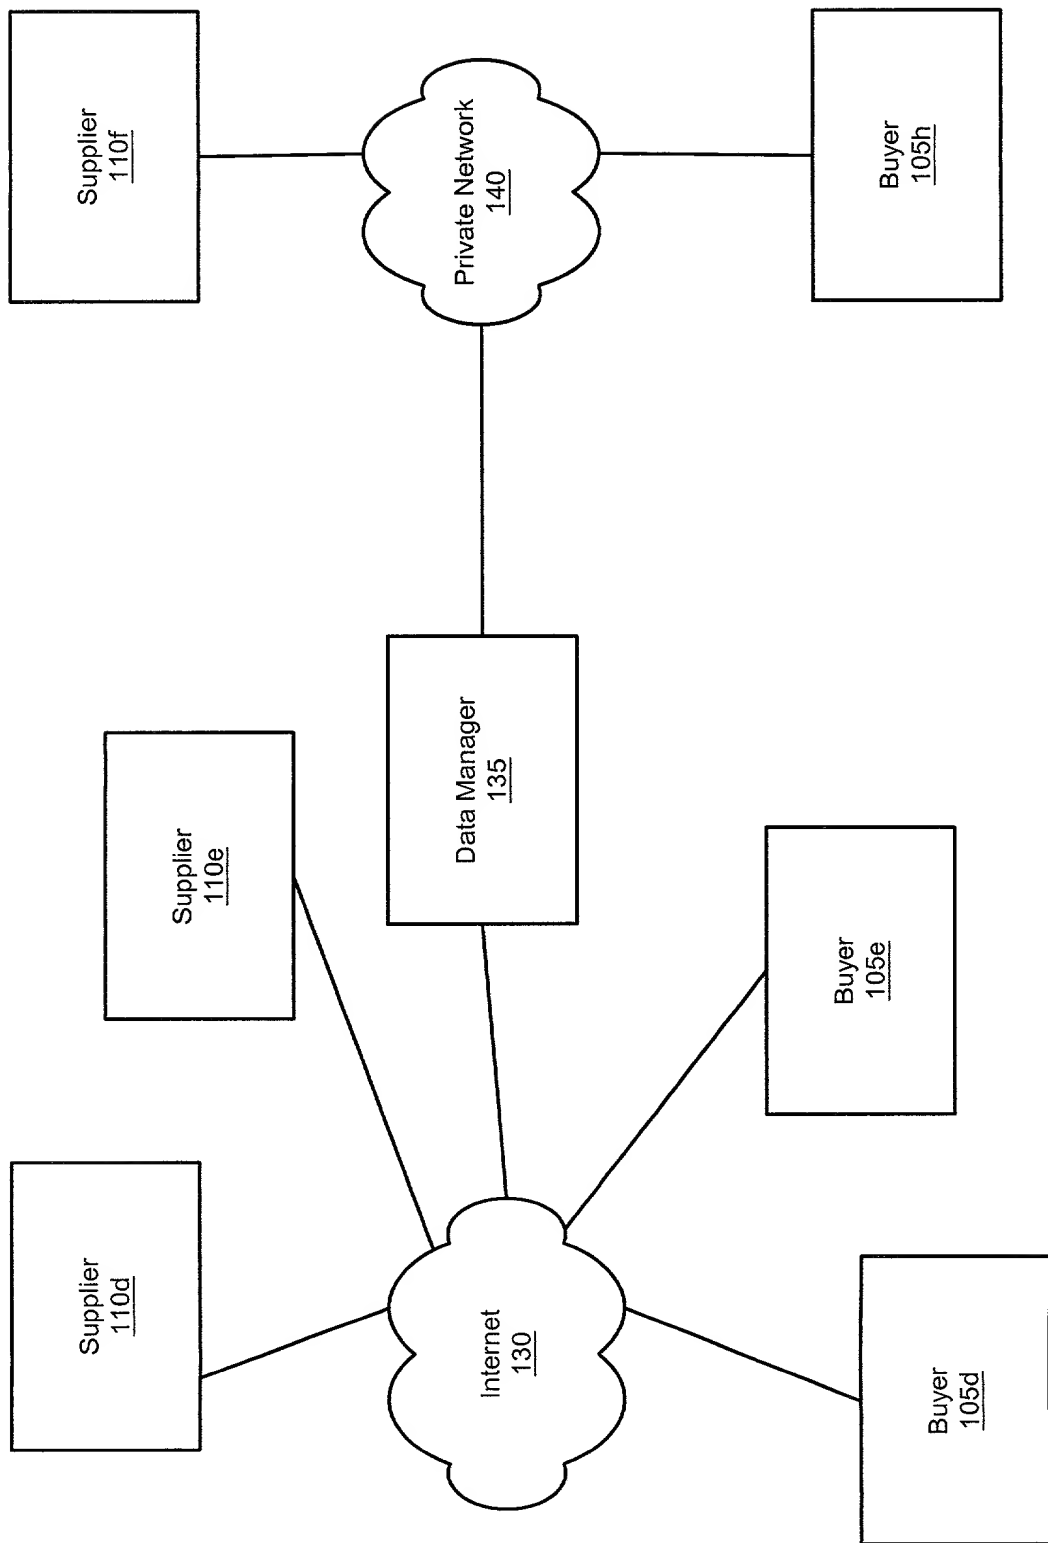 Supplier
110d
Supplier
110e
Supplier
110f
Internet
130
Data Manager
135
Private Network
140
Buyer
105d
Buyer
105e
Buyer
105h